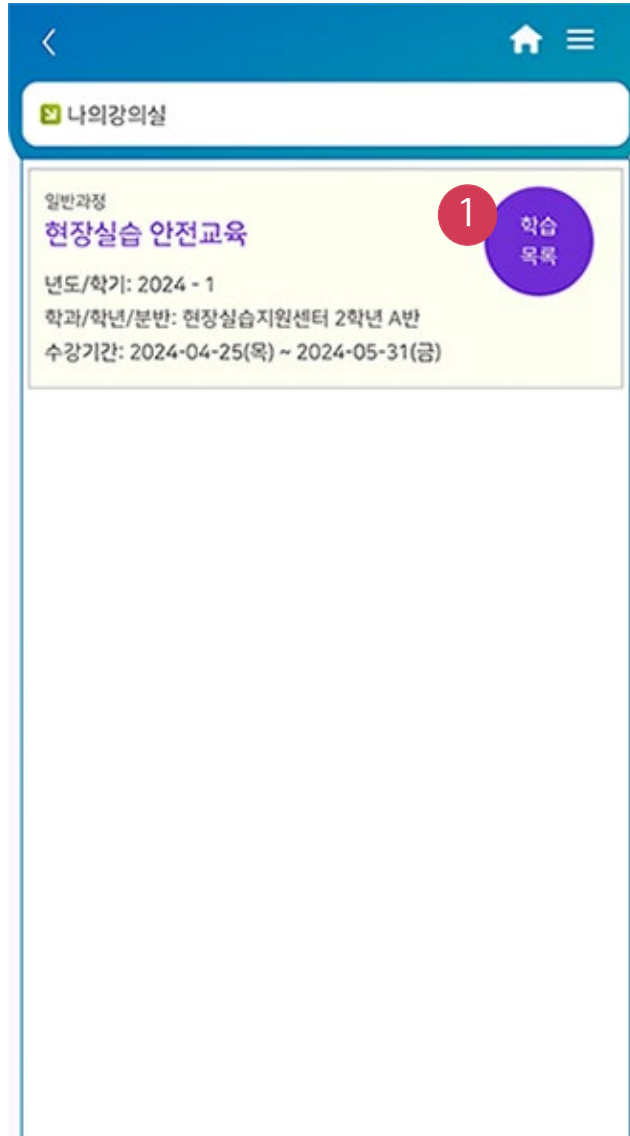 나의강의실
일반과정
현장실습 안전교육
1
학습
목록
년도/학기: 2024 - 1
학과/학년/분반: 현장실습지원센터 2학년 A반
수강기간: 2024-04-25(목) ~ 2024-05-31(금)